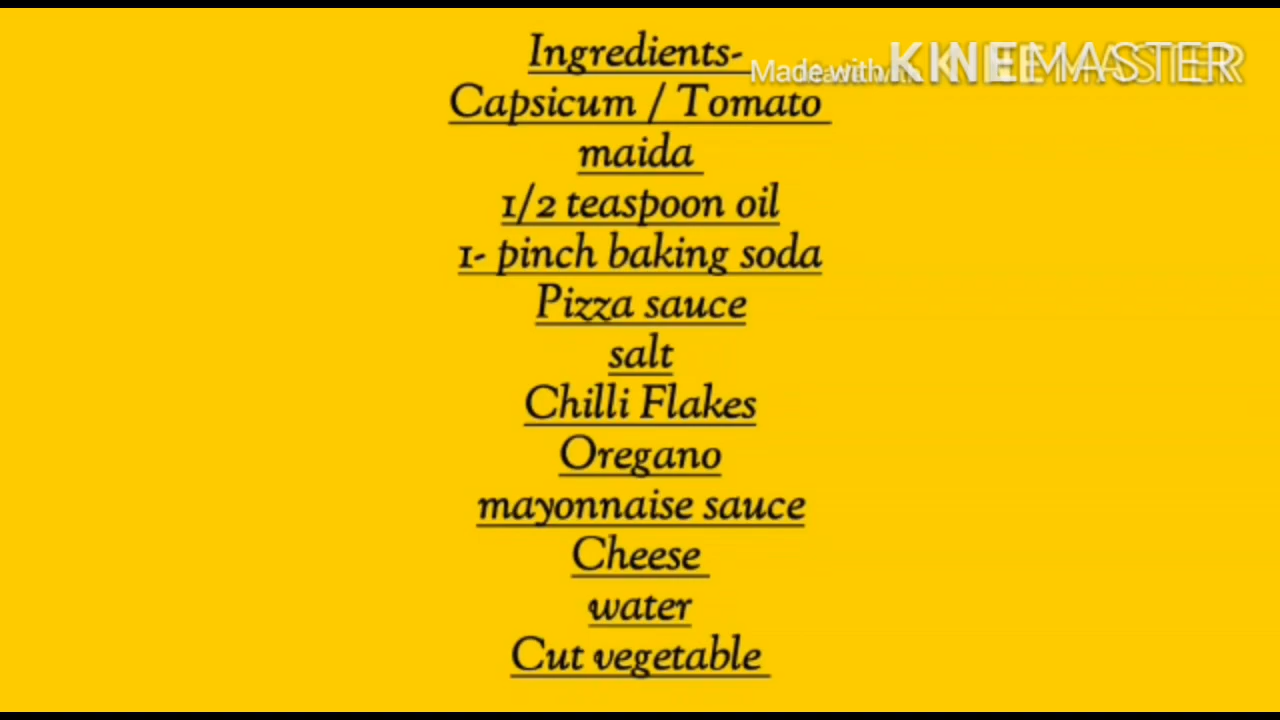 Ingredients-
Made with KINEMASTER
Capsicum / Tomato
maida
1/2 teaspoon oil
1- pinch baking soda
Pizza sauce
salt
Chilli Flakes
Oregano
mayonnaise sauce
Cheese
water
Cut vegetable